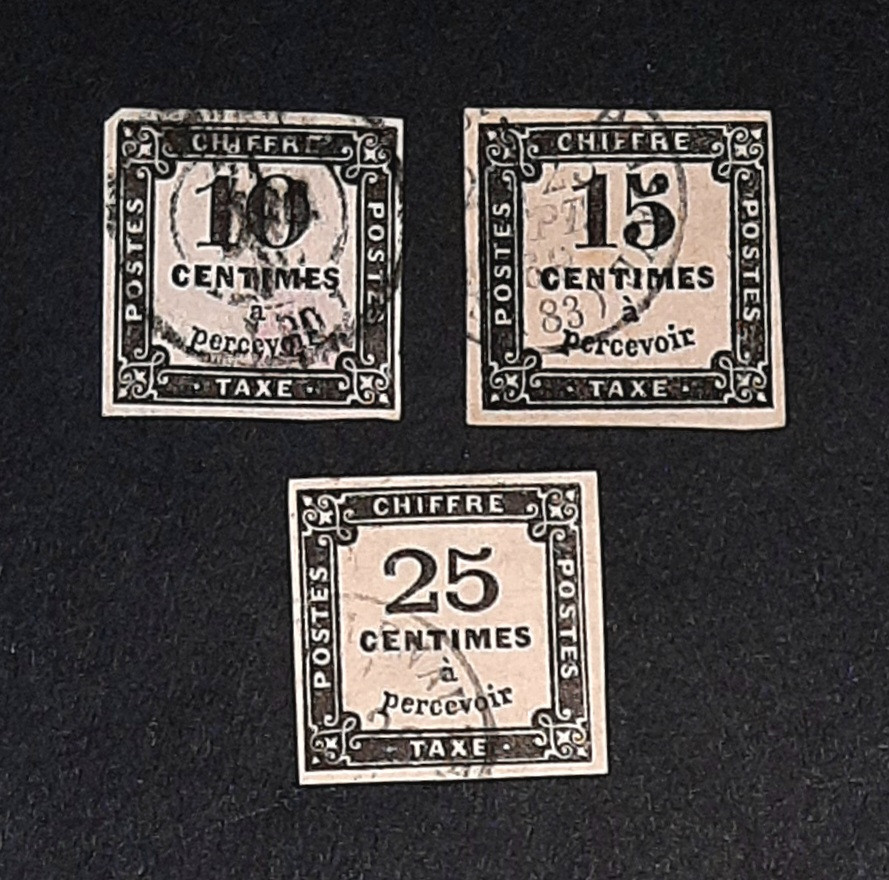 CHIFFRE
POSTES
10
POSTES
CENTIMES
à
percevoir
TAXE
CHIFFRE
POSTES
15
POSTES
CENTIMES
à
83
percevoir
TAXE
CHIFFRE
POSTES
25
POSTES
CENTIMES
à
percevoir
TAXE